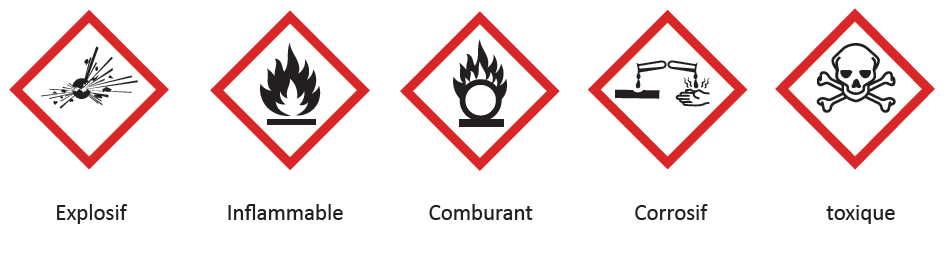 Explosif Inflammable Comburant Corrosif toxique